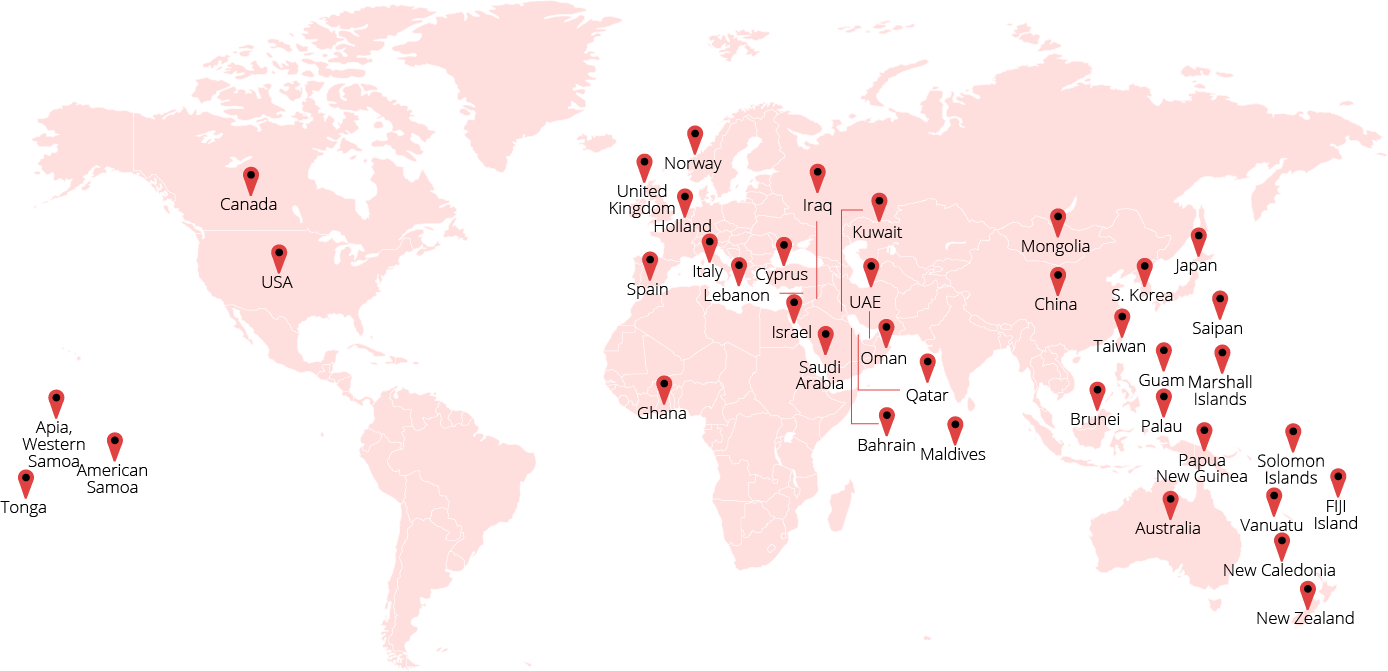 Norway
United
Kingdom
Holland
Canada
Iraq
Kuwait
Mongolia
Japan
USA
Italy
Cyprus
Spain
Lebanon
UAE
China
S. Korea
Saipan
Israel
Taiwan
Saudi
Arabia
Oman
Guam
Marshall
Islands
Qatar
Ghana
Brunei
Palau
Bahrain
Maldives
Apia,
Western
Samoa
American
Samoa
Tonga
Papua
New Guinea
Solomon
Islands
FIJI
Island
Australia
Vanuatu
New Caledonia
New Zealand